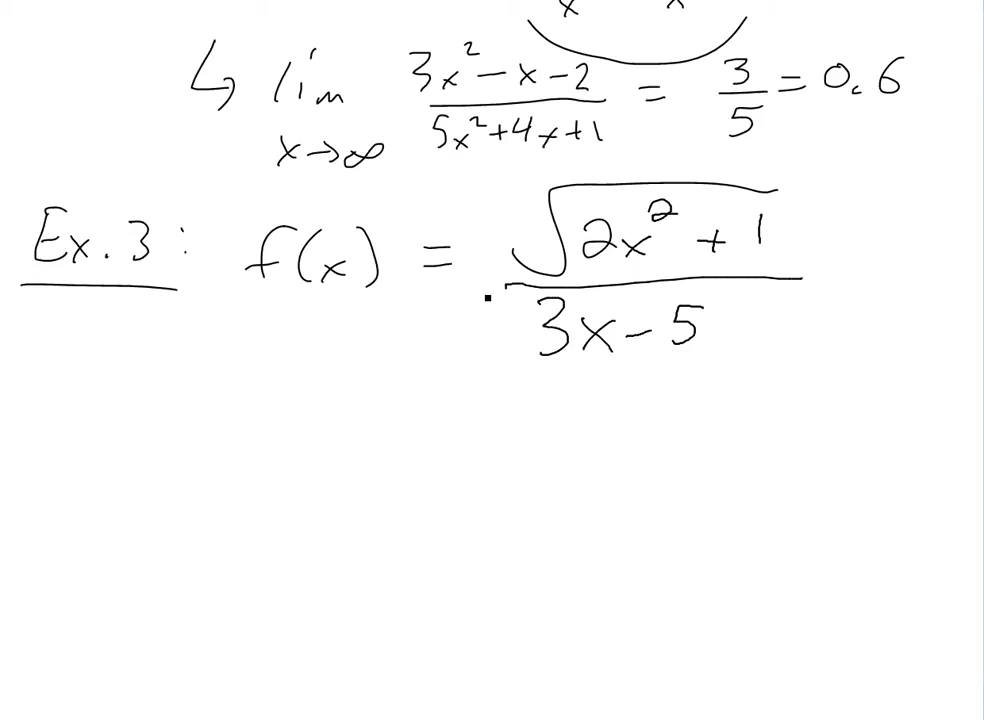 x x
↳ lim x→∞ (3x² - x - 2)/(5x² + 4x + 1) = 3/5 = 0.6
Ex. 3 : f(x) = √(2x² + 1)/(3x - 5)